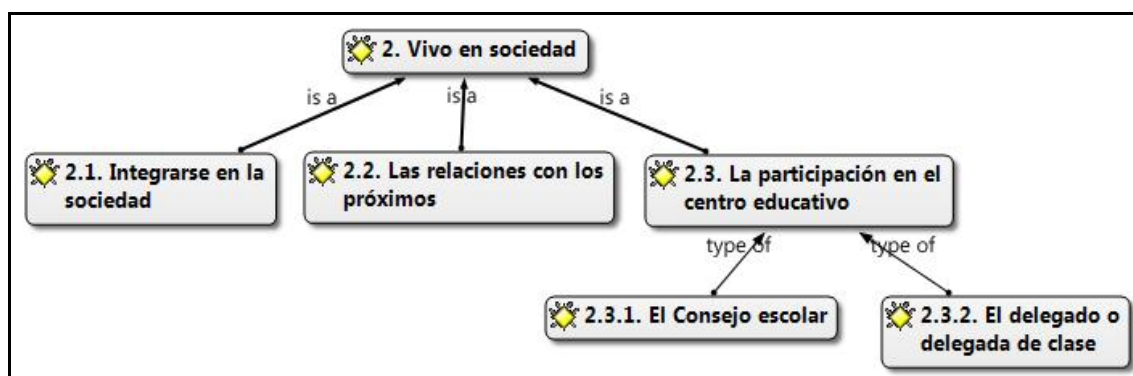 2. Vivo en sociedad
is a
is a
is a
2.1. Integrarse en la
sociedad
2.2. Las relaciones con los
próximos
2.3. La participación en el
centro educativo
type of
type of
2.3.1. El Consejo escolar
2.3.2. El delegado o
delegada de clase